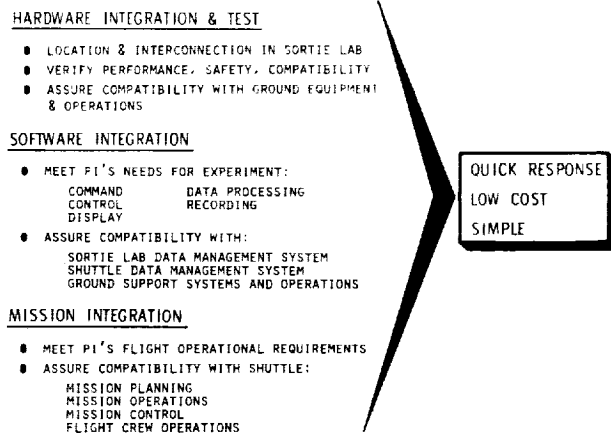 HARDWARE INTEGRATION & TEST
LOCATION & INTERCONNECTION IN SORTIE LAB
VERIFY PERFORMANCE, SAFETY, COMPATIBILITY
ASSURE COMPATIBILITY WITH GROUND EQUIPMENT
& OPERATIONS
SOFTWARE INTEGRATION
MEET PI'S NEEDS FOR EXPERIMENT:
COMMAND DATA PROCESSING
CONTROL RECORDING
DISPLAY
ASSURE COMPATIBILITY WITH:
SORTIE LAB DATA MANAGEMENT SYSTEM
SHUTTLE DATA MANAGEMENT SYSTEM
GROUND SUPPORT SYSTEMS AND OPERATIONS
MISSION INTEGRATION
MEET PI'S FLIGHT OPERATIONAL REQUIREMENTS
ASSURE COMPATIBILITY WITH SHUTTLE:
MISSION PLANNING
MISSION OPERATIONS
MISSION CONTROL
FLIGHT CREW OPERATIONS
QUICK RESPONSE
LOW COST
SIMPLE